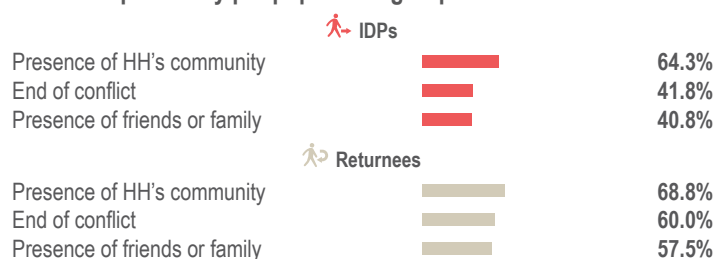 IDPs
Presence of HH's community 64.3%
End of conflict 41.8%
Presence of friends or family 40.8%
Returnees
Presence of HH's community 68.8%
End of conflict 60.0%
Presence of friends or family 57.5%